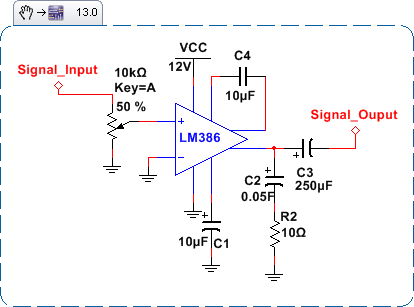 13.0
VCC
12V
C4
10µF
Signal_Input
10kΩ
Key=A
50 %
+
LM386
−
Signal_Ouput
+
C3
250µF
+
C2
0.05F
R2
10Ω
+
10µF C1